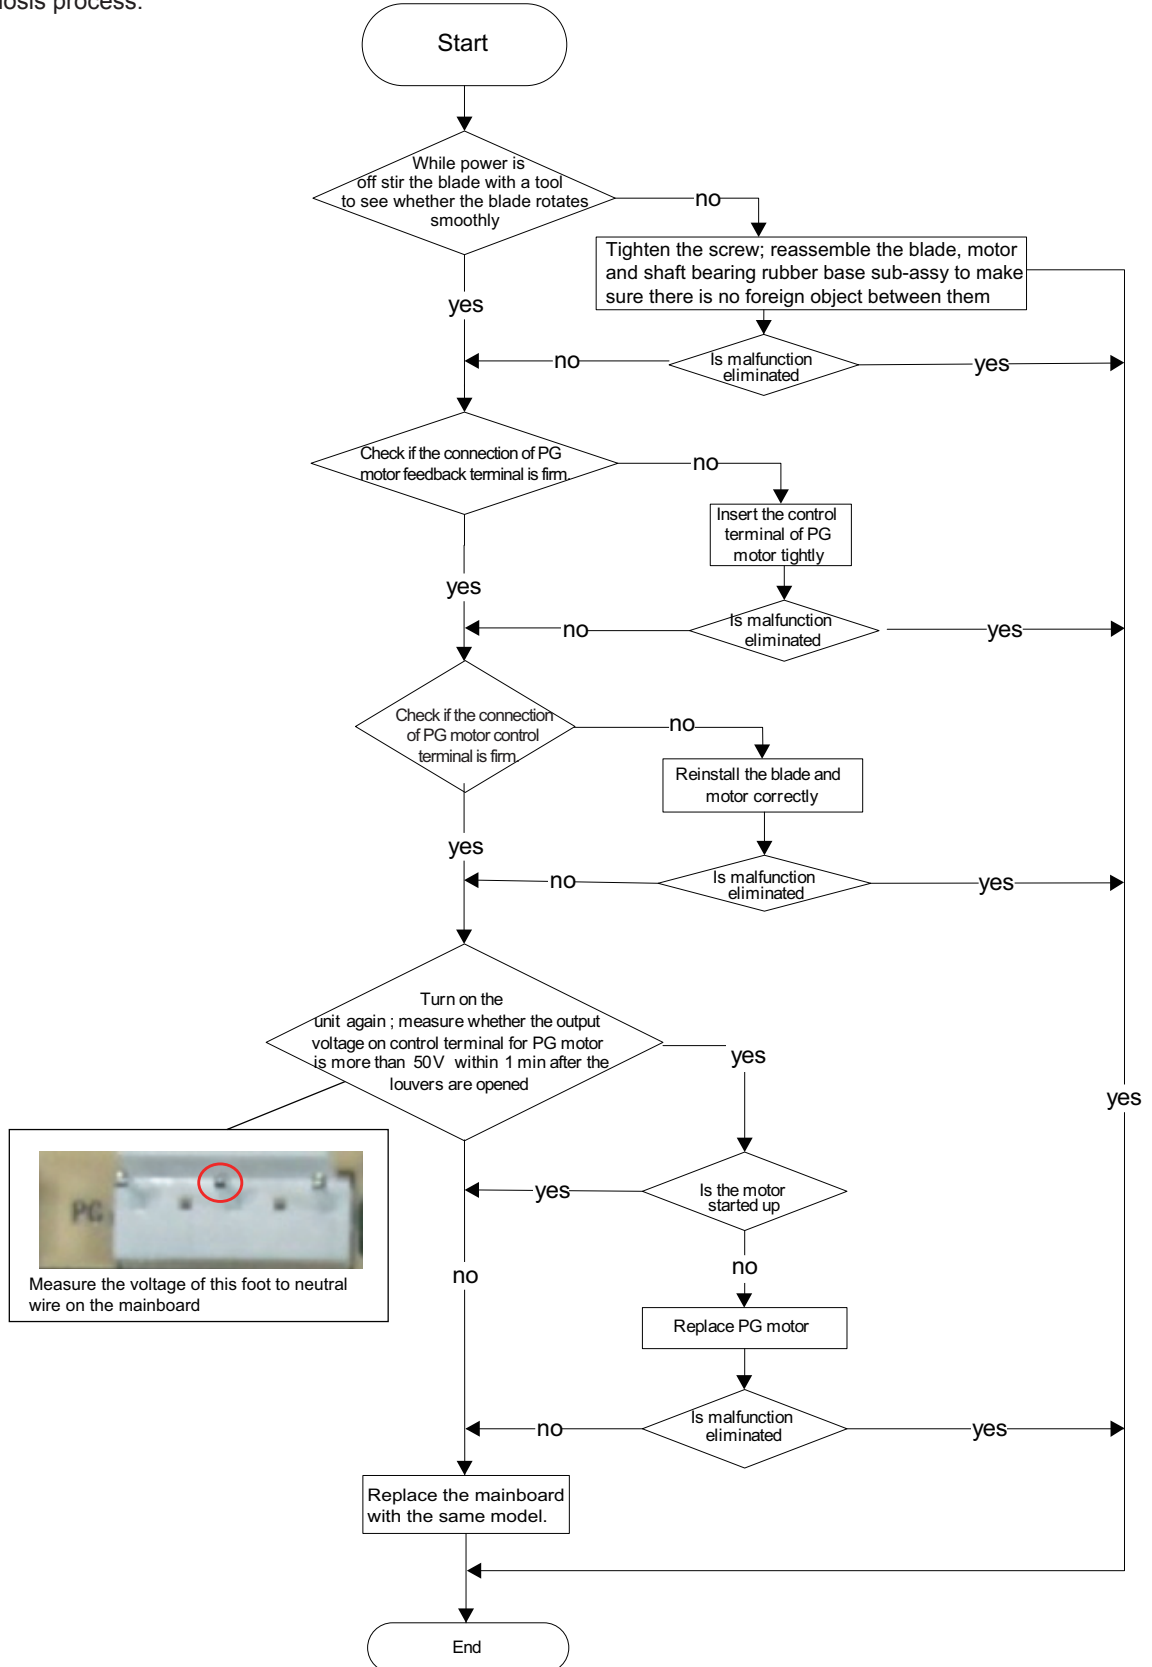 osis process:
Start
While power is
off stir the blade with a tool
to see whether the blade rotates
smoothly
no
Tighten the screw; reassemble the blade, motor
and shaft bearing rubber base sub-assy to make
sure there is no foreign object between them
yes
no
Is malfunction
eliminated
yes
Check if the connection of PG
motor feedback terminal is firm.
no
Insert the control
terminal of PG
motor tightly
yes
no
Is malfunction
eliminated
yes
Check if the connection
of PG motor control
terminal is firm.
no
Reinstall the blade and
motor correctly
yes
no
Is malfunction
eliminated
yes
Turn on the
unit again ; measure whether the output
voltage on control terminal for PG motor
is more than 50V within 1 min after the
louvers are opened
yes
yes
PG
Measure the voltage of this foot to neutral
wire on the mainboard
yes
Is the motor
started up
no
no
Replace PG motor
no
Is malfunction
eliminated
yes
Replace the mainboard
with the same model.
End